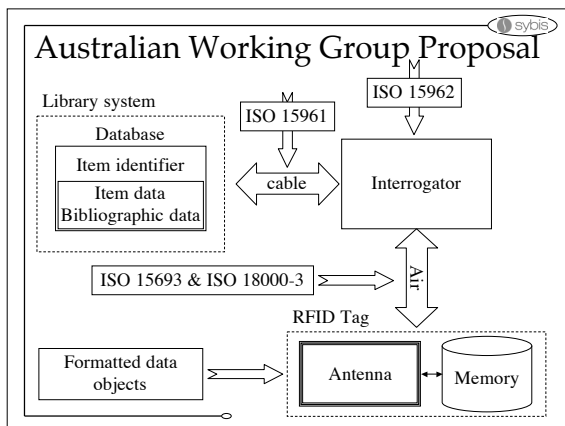 sybis
Australian Working Group Proposal
Library system
ISO 15961
ISO 15962
Database
Item identifier
Item data
Bibliographic data
cable
Interrogator
ISO 15693 & ISO 18000-3
Air
RFID Tag
Formatted data
objects
Antenna
Memory